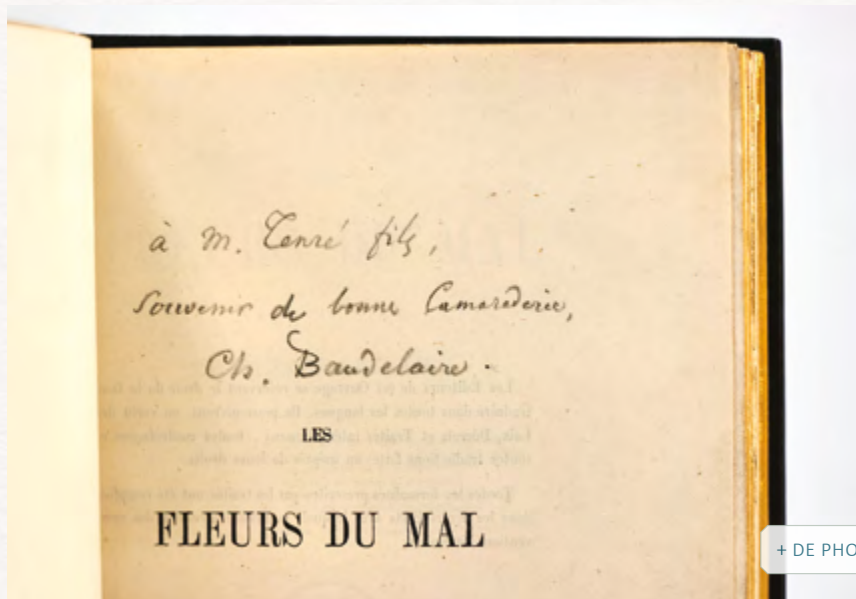 à M. Tenré fils,
Souvenir de bonne Camaraderie,
Ch. Baudelaire.
LES
FLEURS DU MAL
+ DE PHO